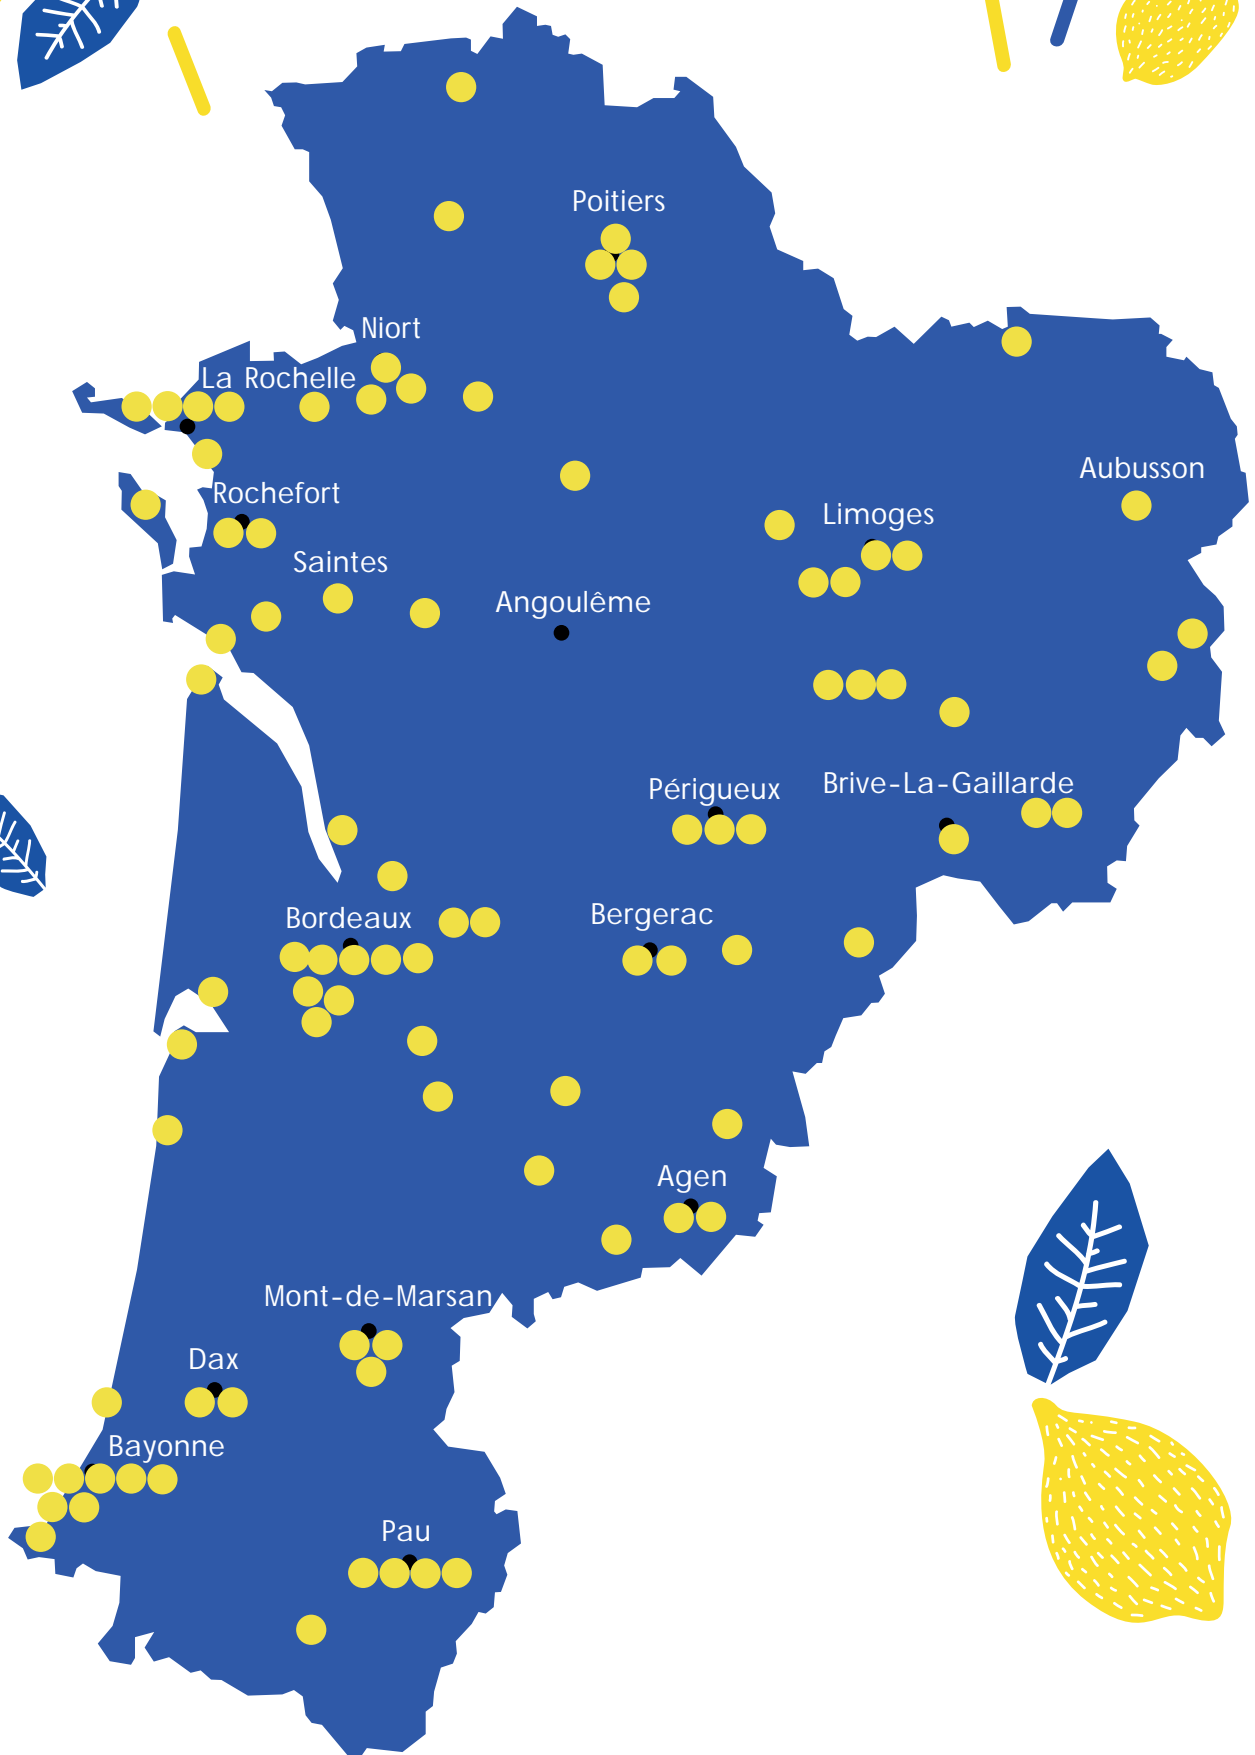 Poitiers
Niort
La Rochelle
Aubusson
Rochefort
Limoges
Saintes
Angoulême
Périgueux
Brive-La-Gaillarde
Bordeaux
Bergerac
Agen
Mont-de-Marsan
Dax
Bayonne
Pau